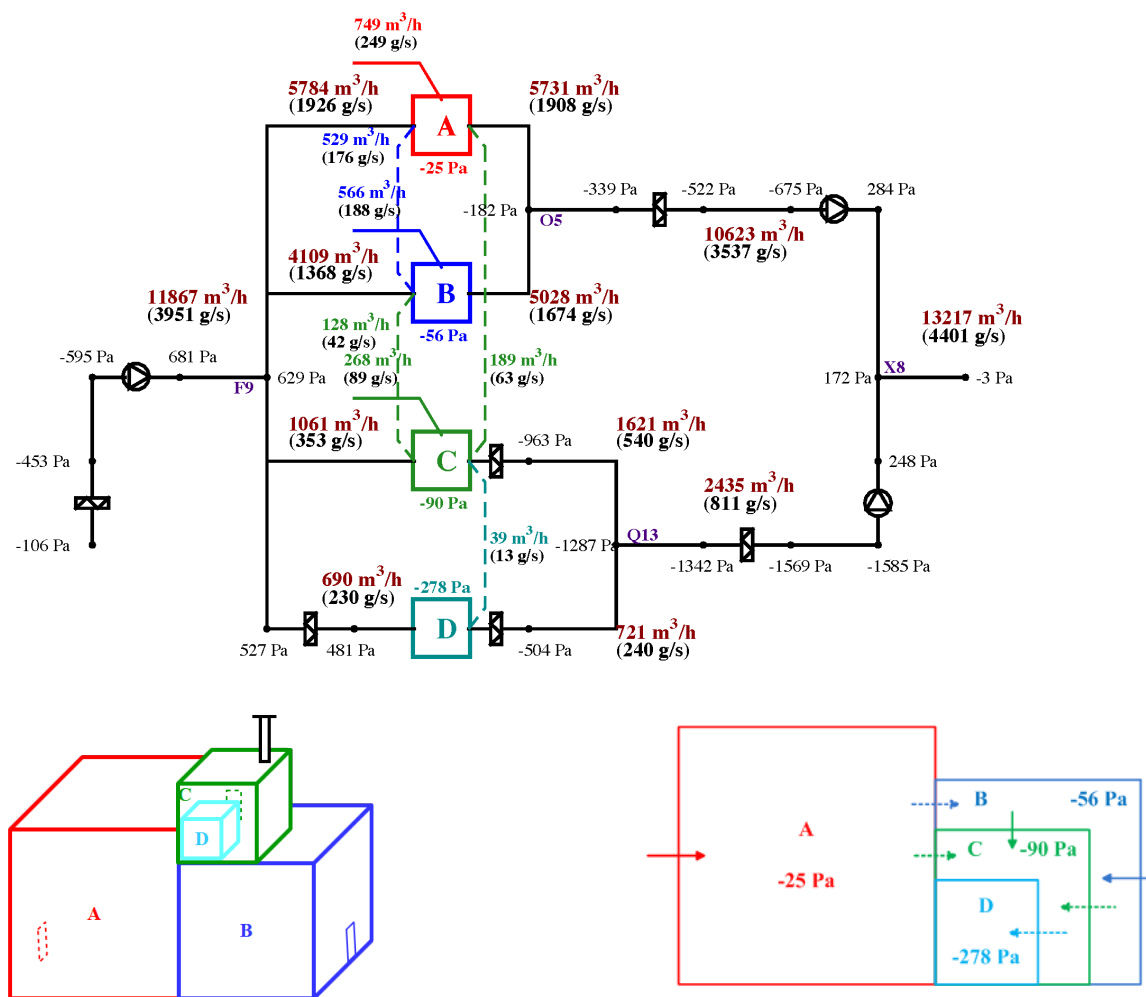 749 m³/h
(249 g/s)
5784 m³/h
(1926 g/s)
5731 m³/h
(1908 g/s)
A
529 m³/h
(176 g/s)
-25 Pa
566 m³/h
(188 g/s)
-182 Pa
O5
-339 Pa
-522 Pa
-675 Pa
284 Pa
10623 m³/h
(3537 g/s)
4109 m³/h
(1368 g/s)
B
5028 m³/h
(1674 g/s)
11867 m³/h
(3951 g/s)
-56 Pa
128 m³/h
(42 g/s)
13217 m³/h
(4401 g/s)
-595 Pa
681 Pa
F9
629 Pa
268 m³/h
(89 g/s)
189 m³/h
(63 g/s)
172 Pa
X8
-3 Pa
1061 m³/h
(353 g/s)
1621 m³/h
(540 g/s)
-453 Pa
C
-963 Pa
248 Pa
-90 Pa
2435 m³/h
(811 g/s)
-106 Pa
39 m³/h
(13 g/s)
-1287 Pa
Q13
-1342 Pa
-1569 Pa
-1585 Pa
690 m³/h
(230 g/s)
-278 Pa
D
721 m³/h
(240 g/s)
527 Pa
481 Pa
-504 Pa
C
D
A
B
B
-56 Pa
A
-25 Pa
C
-90 Pa
D
-278 Pa